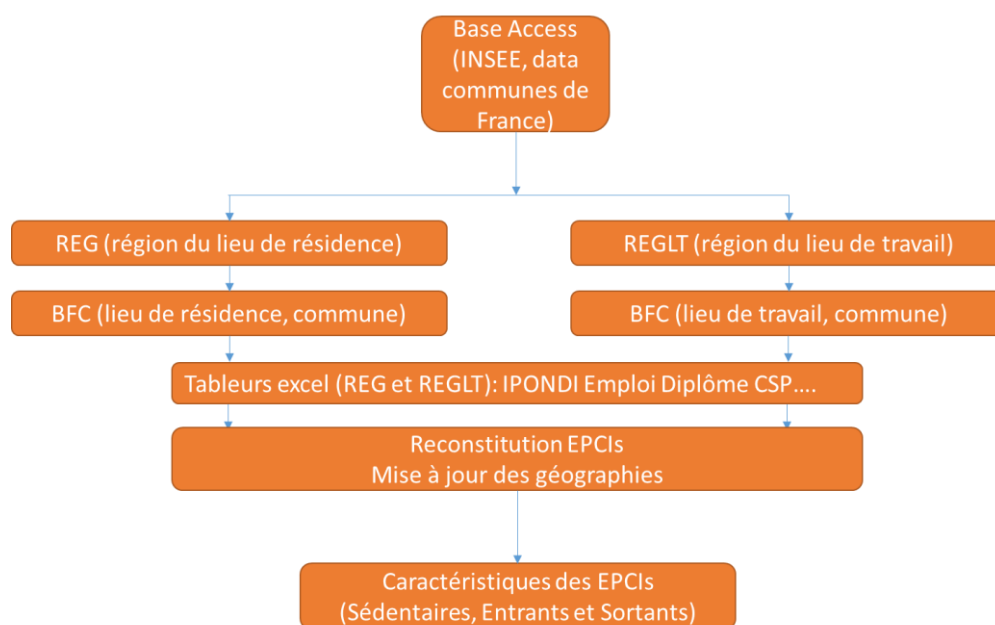 Base Access
(INSEE, data
communes de
France)
REG (région du lieu de résidence)
REGLT (région du lieu de travail)
BFC (lieu de résidence, commune)
BFC (lieu de travail, commune)
Tableurs excel (REG et REGLT): IPONDI Emploi Diplôme CSP....
Reconstitution EPCIs
Mise à jour des géographies
Caractéristiques des EPCIs
(Sédentaires, Entrants et Sortants)